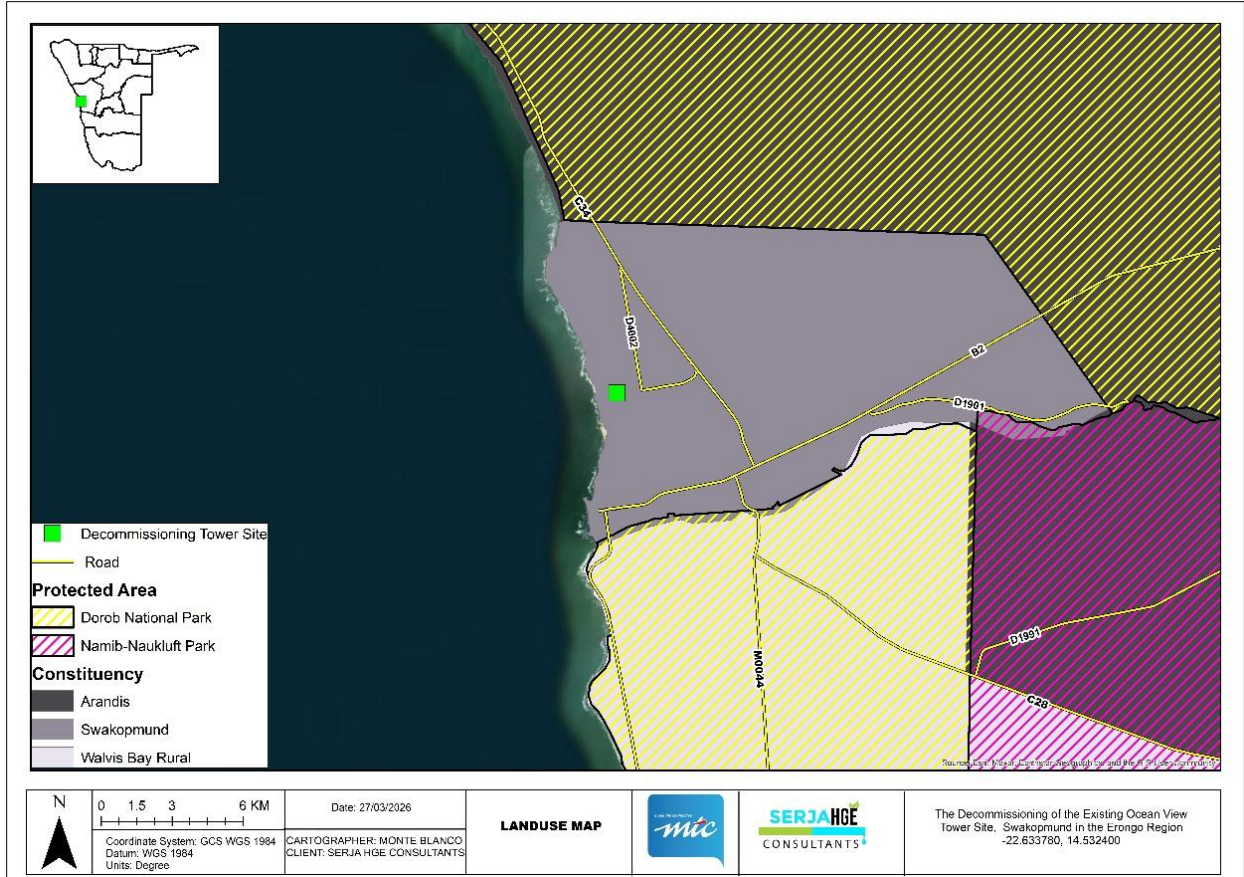 C34
D4002
B2
D1901
D1991
M0044
C28
Decommissioning Tower Site
Road
Protected Area
Dorob National Park
Namib-Naukluft Park
Constituency
Arandis
Swakopmund
Walvis Bay Rural
N
0 1.5 3 6 KM
Coordinate System: GCS WGS 1984
Datum: WGS 1984
Units: Degree
Date: 27/03/2026
CARTOGRAPHER: MONTE BLANCO
CLIENT: SERJA HGE CONSULTANTS
LANDUSE MAP
mtc
SERJA HGE
CONSULTANTS
The Decommissioning of the Existing Ocean View
Tower Site, Swakopmund in the Erongo Region
-22.633780, 14.532400